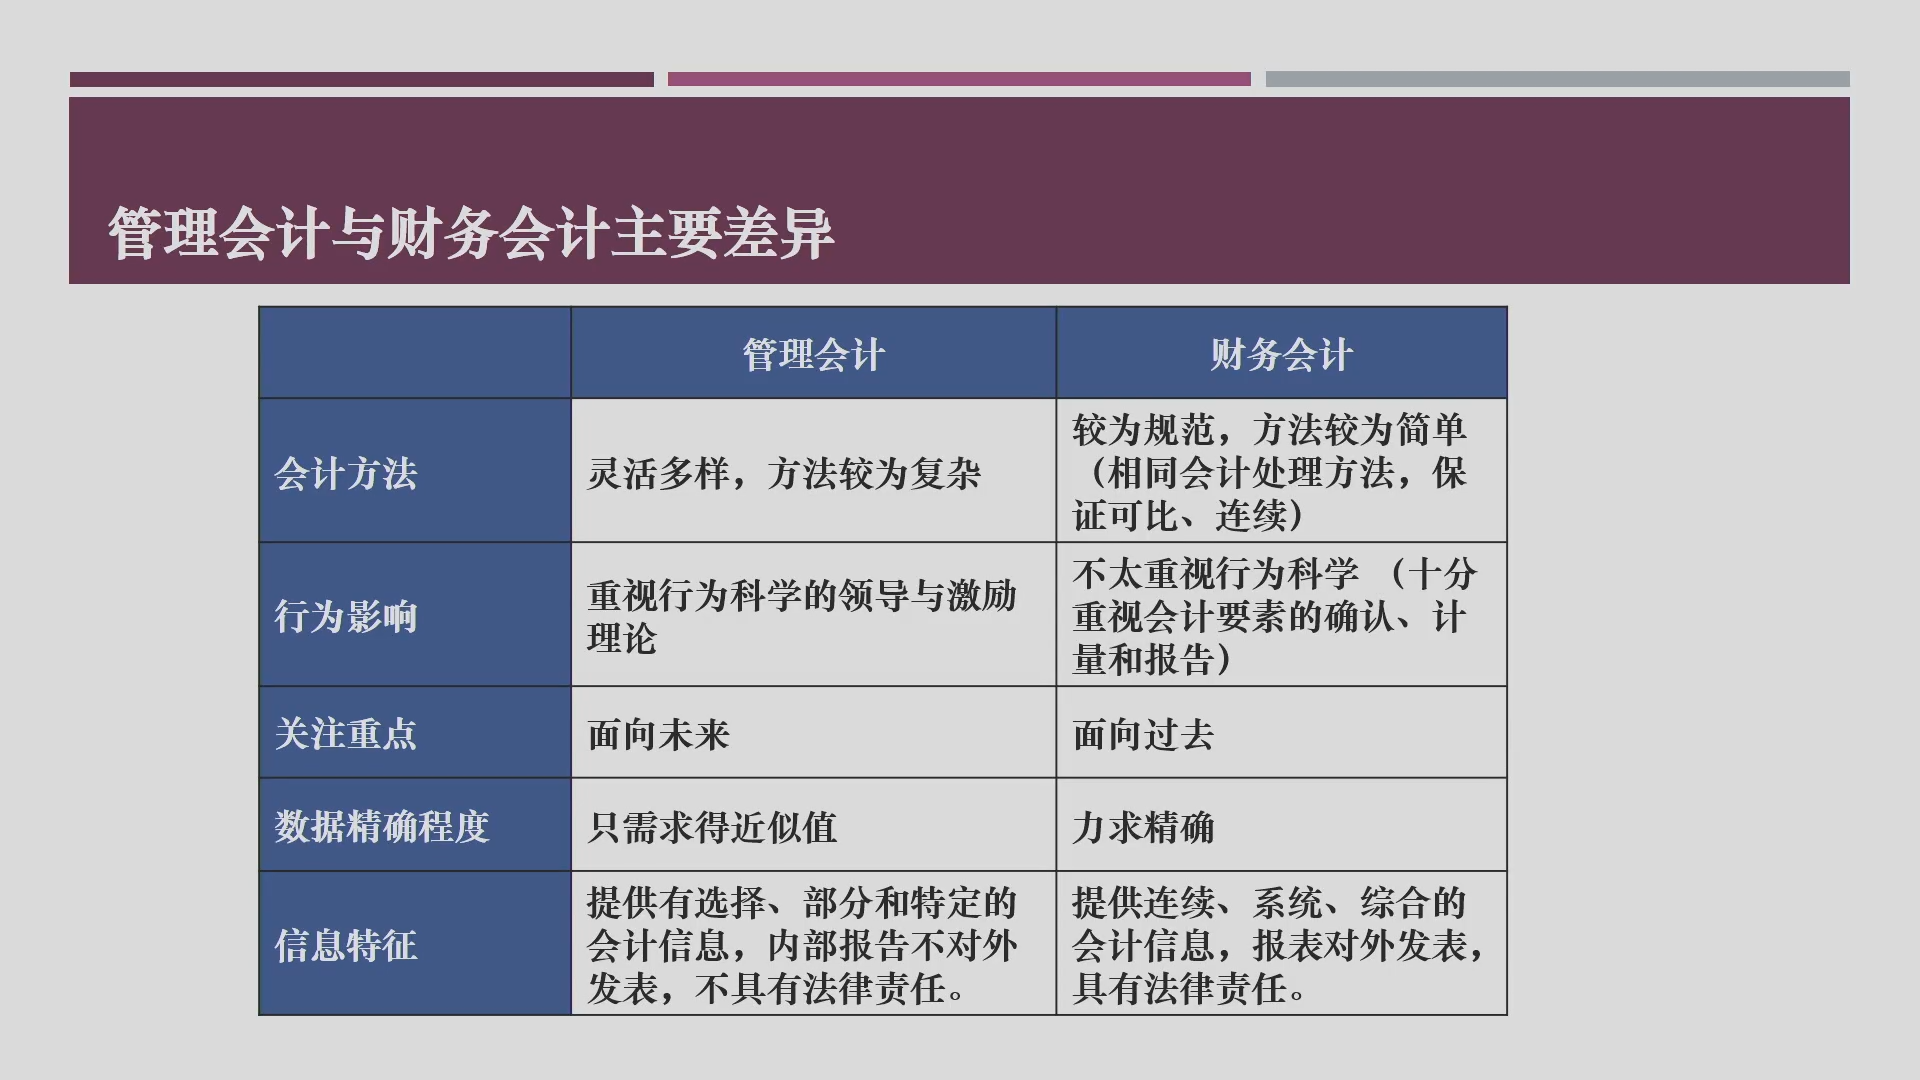 管理会计与财务会计主要差异
管理会计
财务会计
会计方法
灵活多样，方法较为复杂
较为规范，方法较为简单
（相同会计处理方法，保
证可比、连续）
行为影响
重视行为科学的领导与激励
理论
不太重视行为科学 （十分
重视会计要素的确认、计
量和报告）
关注重点
面向未来
面向过去
数据精确程度
只需求得近似值
力求精确
信息特征
提供有选择、部分和特定的
会计信息，内部报告不对外
发表，不具有法律责任。
提供连续、系统、综合的
会计信息，报表对外发表，
具有法律责任。